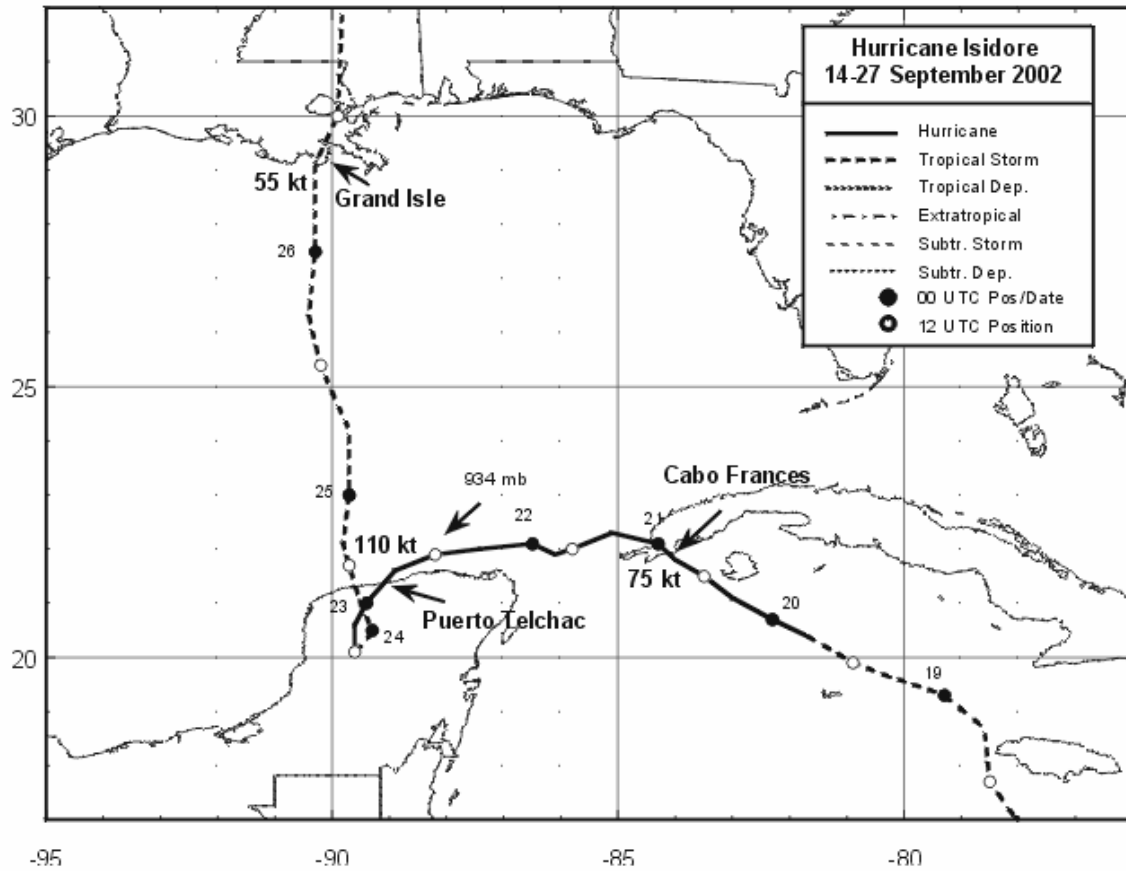 Hurricane Isidore
14-27 September 2002
Hurricane
Tropical Storm
Tropical Dep.
Extratropical
Subtr. Storm
Subtr. Dep.
00 UTC Pos/Date
12 UTC Position
30
55 kt
Grand Isle
26
25
934 mb
Cabo Frances
25
22
21
110 kt
75 kt
23
Puerto Telchac
24
20
20
19
-95
-90
-85
-80